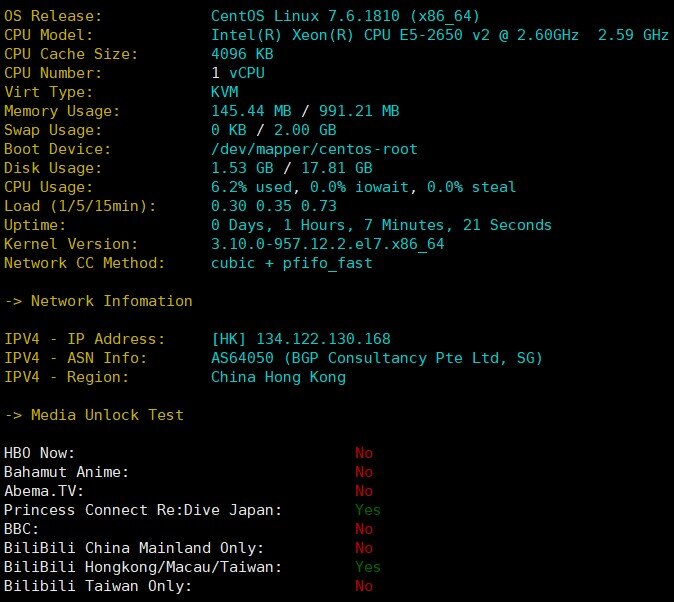 OS Release: CentOS Linux 7.6.1810 (x86_64)
CPU Model: Intel(R) Xeon(R) CPU E5-2650 v2 @ 2.60GHz  2.59 GHz
CPU Cache Size: 4096 KB
CPU Number: 1 vCPU
Virt Type: KVM
Memory Usage: 145.44 MB / 991.21 MB
Swap Usage: 0 KB / 2.00 GB
Boot Device: /dev/mapper/centos-root
Disk Usage: 1.53 GB / 17.81 GB
CPU Usage: 6.2% used, 0.0% iowait, 0.0% steal
Load (1/5/15min): 0.30 0.35 0.73
Uptime: 0 Days, 1 Hours, 7 Minutes, 21 Seconds
Kernel Version: 3.10.0-957.12.2.el7.x86_64
Network CC Method: cubic + pfifo_fast
-> Network Infomation
IPV4 - IP Address: [HK] 134.122.130.168
IPV4 - ASN Info: AS64050 (BGP Consultancy Pte Ltd, SG)
IPV4 - Region: China Hong Kong
-> Media Unlock Test
HBO Now: No
Bahamut Anime: No
Abema.TV: No
Princess Connect Re:Dive Japan: Yes
BBC: No
BiliBili China Mainland Only: No
BiliBili Hongkong/Macau/Taiwan: Yes
Bilibili Taiwan Only: No